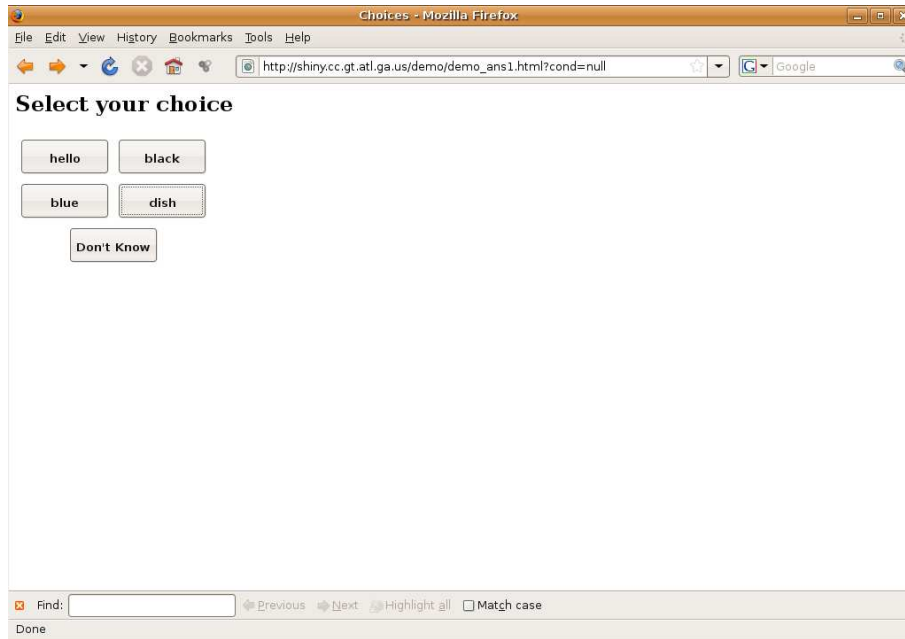 Choices - Mozilla Firefox
File Edit View History Bookmarks Tools Help
http://shiny.cc.gt.atl.ga.us/demo/demo_ans1.html?cond=null G Google
Select your choice
hello black
blue dish
Don't Know
Find: Previous Next Highlight all Match case
Done